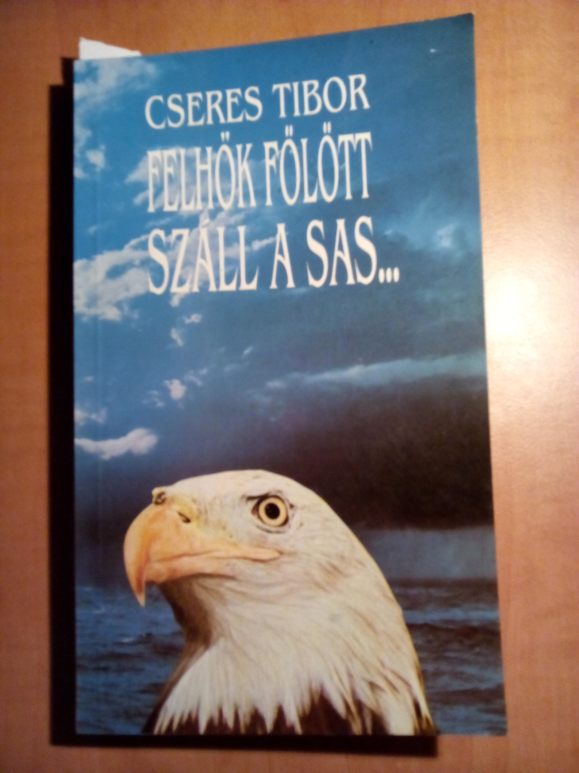 CSERES TIBOR
FELHŐK FÖLÖTT
SZÁLL A SAS...